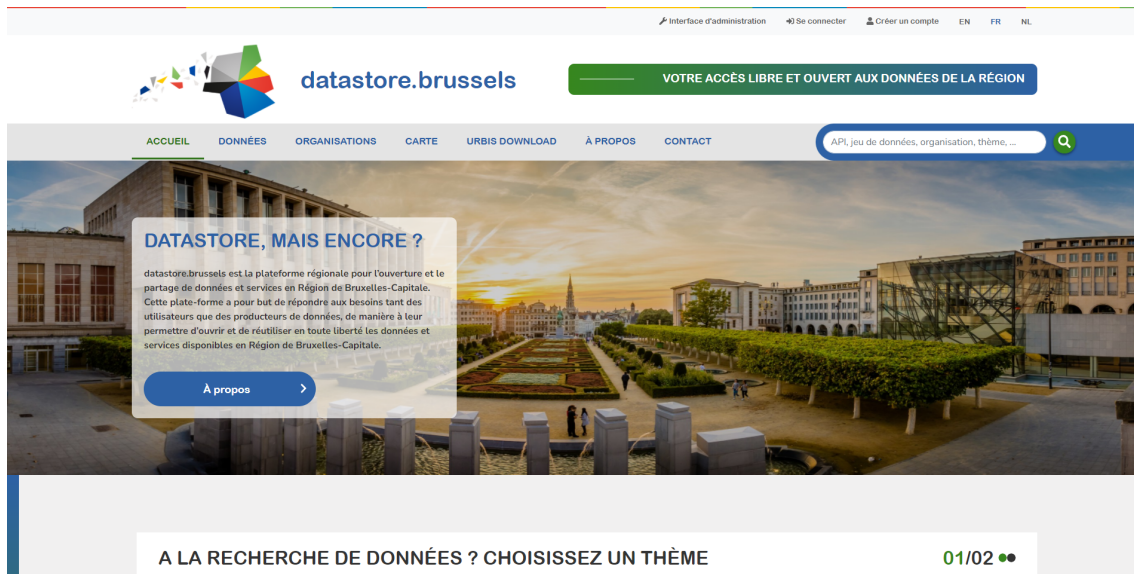 Interface d'administration Se connecter Créer un compte EN FR NL
datastore.brussels
VOTRE ACCÈS LIBRE ET OUVERT AUX DONNÉES DE LA RÉGION
ACCUEIL DONNÉES ORGANISATIONS CARTE URBIS DOWNLOAD À PROPOS CONTACT
API, jeu de données, organisation, thème, ...
DATASTORE, MAIS ENCORE ?
datastore.brussels est la plateforme régionale pour l'ouverture et le
partage de données et services en Région de Bruxelles-Capitale.
Cette plate-forme a pour but de répondre aux besoins tant des
utilisateurs que des producteurs de données, de manière à leur
permettre d'ouvrir et de réutiliser en toute liberté les données et
services disponibles en Région de Bruxelles-Capitale.
À propos
A LA RECHERCHE DE DONNÉES ? CHOISISSEZ UN THÈME
01/02